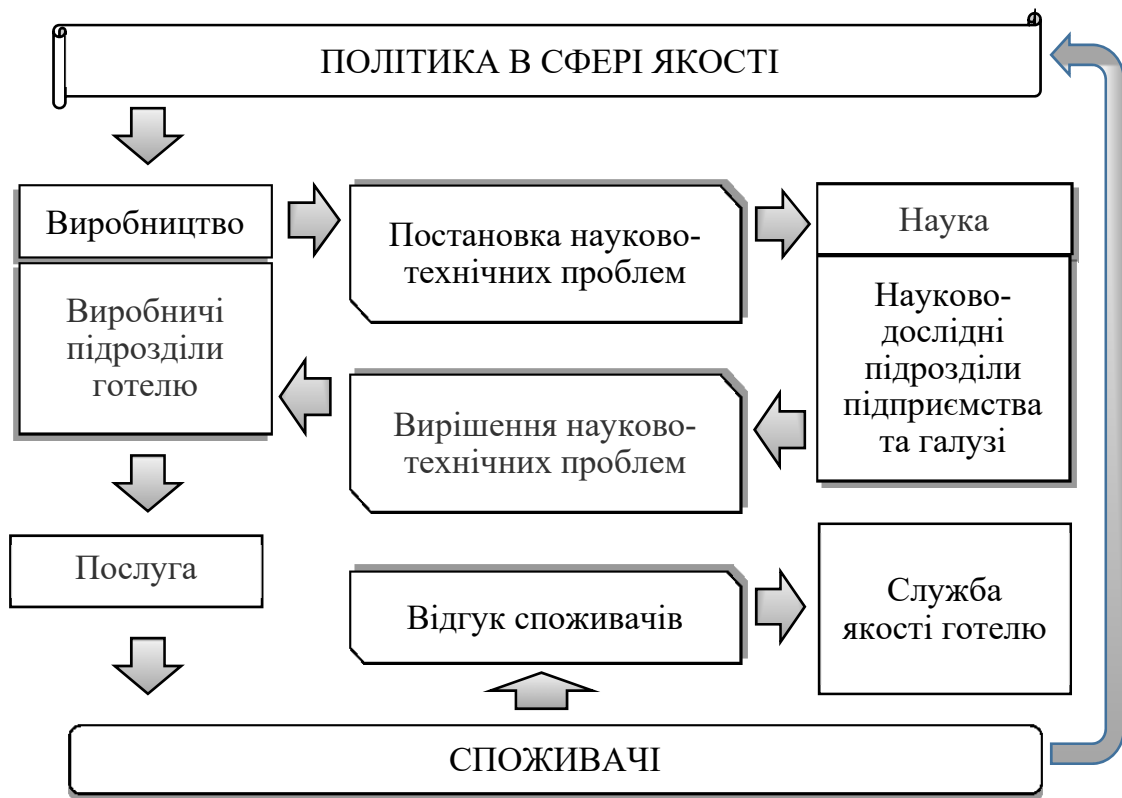 ПОЛІТИКА В СФЕРІ ЯКОСТІ
Виробництво
Виробничі
підрозділи
готелю
Постановка науково-
технічних проблем
Наука
Науково-
дослідні
підрозділи
підприємства
та галузі
Вирішення науково-
технічних проблем
Послуга
Відгук споживачів
Служба
якості готелю
СПОЖИВАЧІ